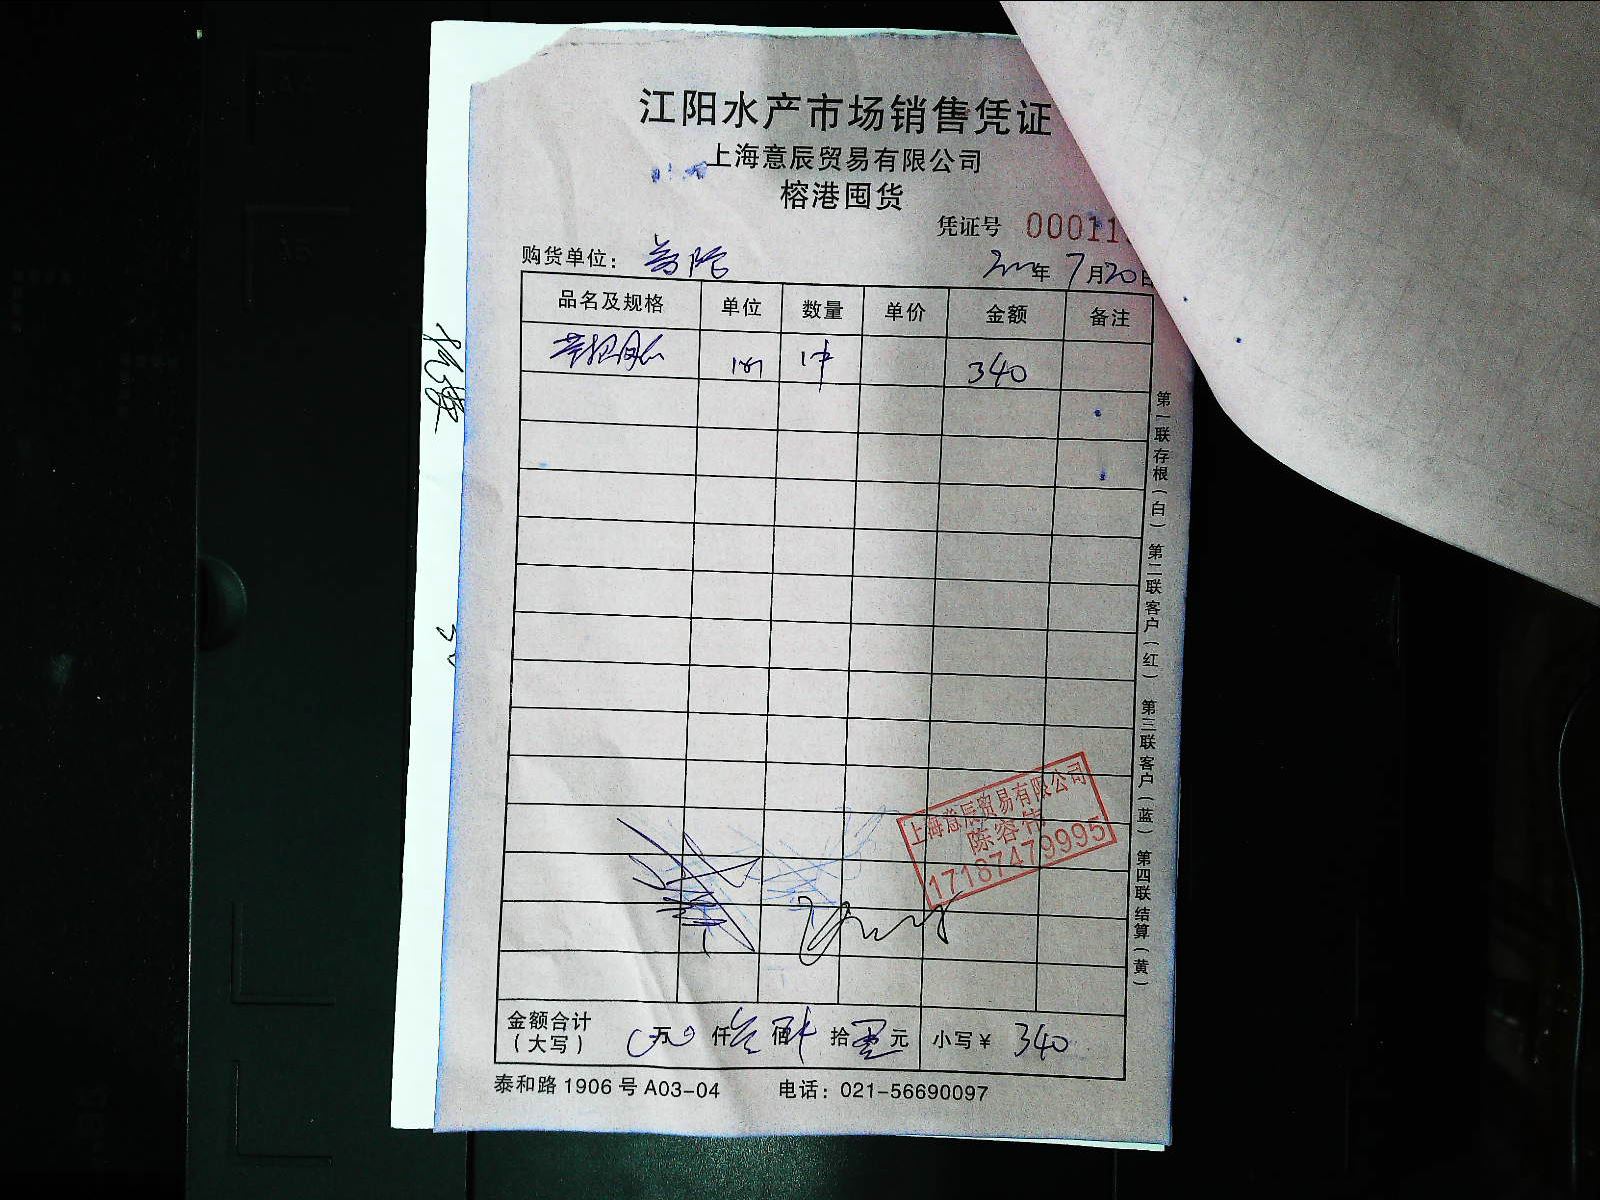 江阳水产市场销售凭证
上海意辰贸易有限公司
榕港囤货
凭证号 00011
购货单位：
年 7月20日
品名及规格 单位 数量 单价 金额 备注
340
第一联存根（白） 第二联客户（红） 第三联客户（蓝） 第四联结算（黄）
上海意辰贸易有限公司
陈容伟
17187479995
金额合计（大写） 0万0仟 佰 拾 元 小写¥ 340
泰和路1906号A03-04 电话：021-56690097